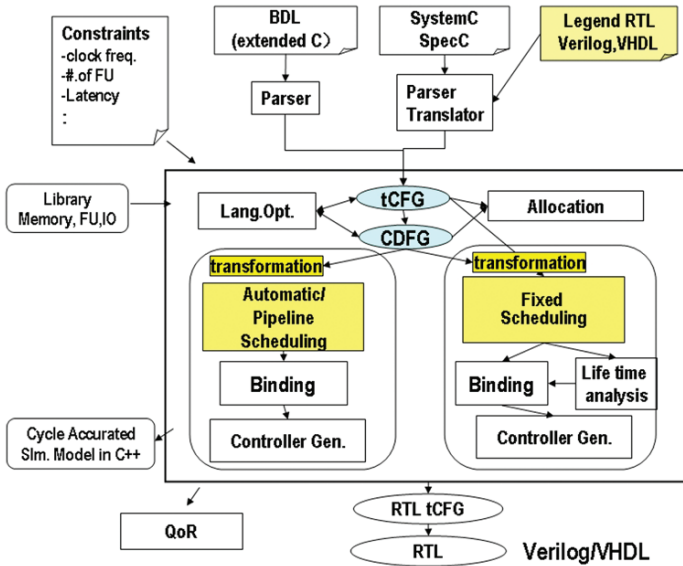 Constraints
-clock freq.
-#.of FU
-Latency
:
BDL
(extended C)
SystemC
SpecC
Legend RTL
Verilog,VHDL
Parser
Parser
Translator
Library
Memory, FU,IO
Lang.Opt.
tCFG
Allocation
CDFG
transformation
transformation
Automatic/
Pipeline
Scheduling
Fixed
Scheduling
Binding
Binding
Life time
analysis
Controller Gen.
Controller Gen.
Cycle Accurated
SIm. Model in C++
QoR
RTL tCFG
RTL
Verilog/VHDL